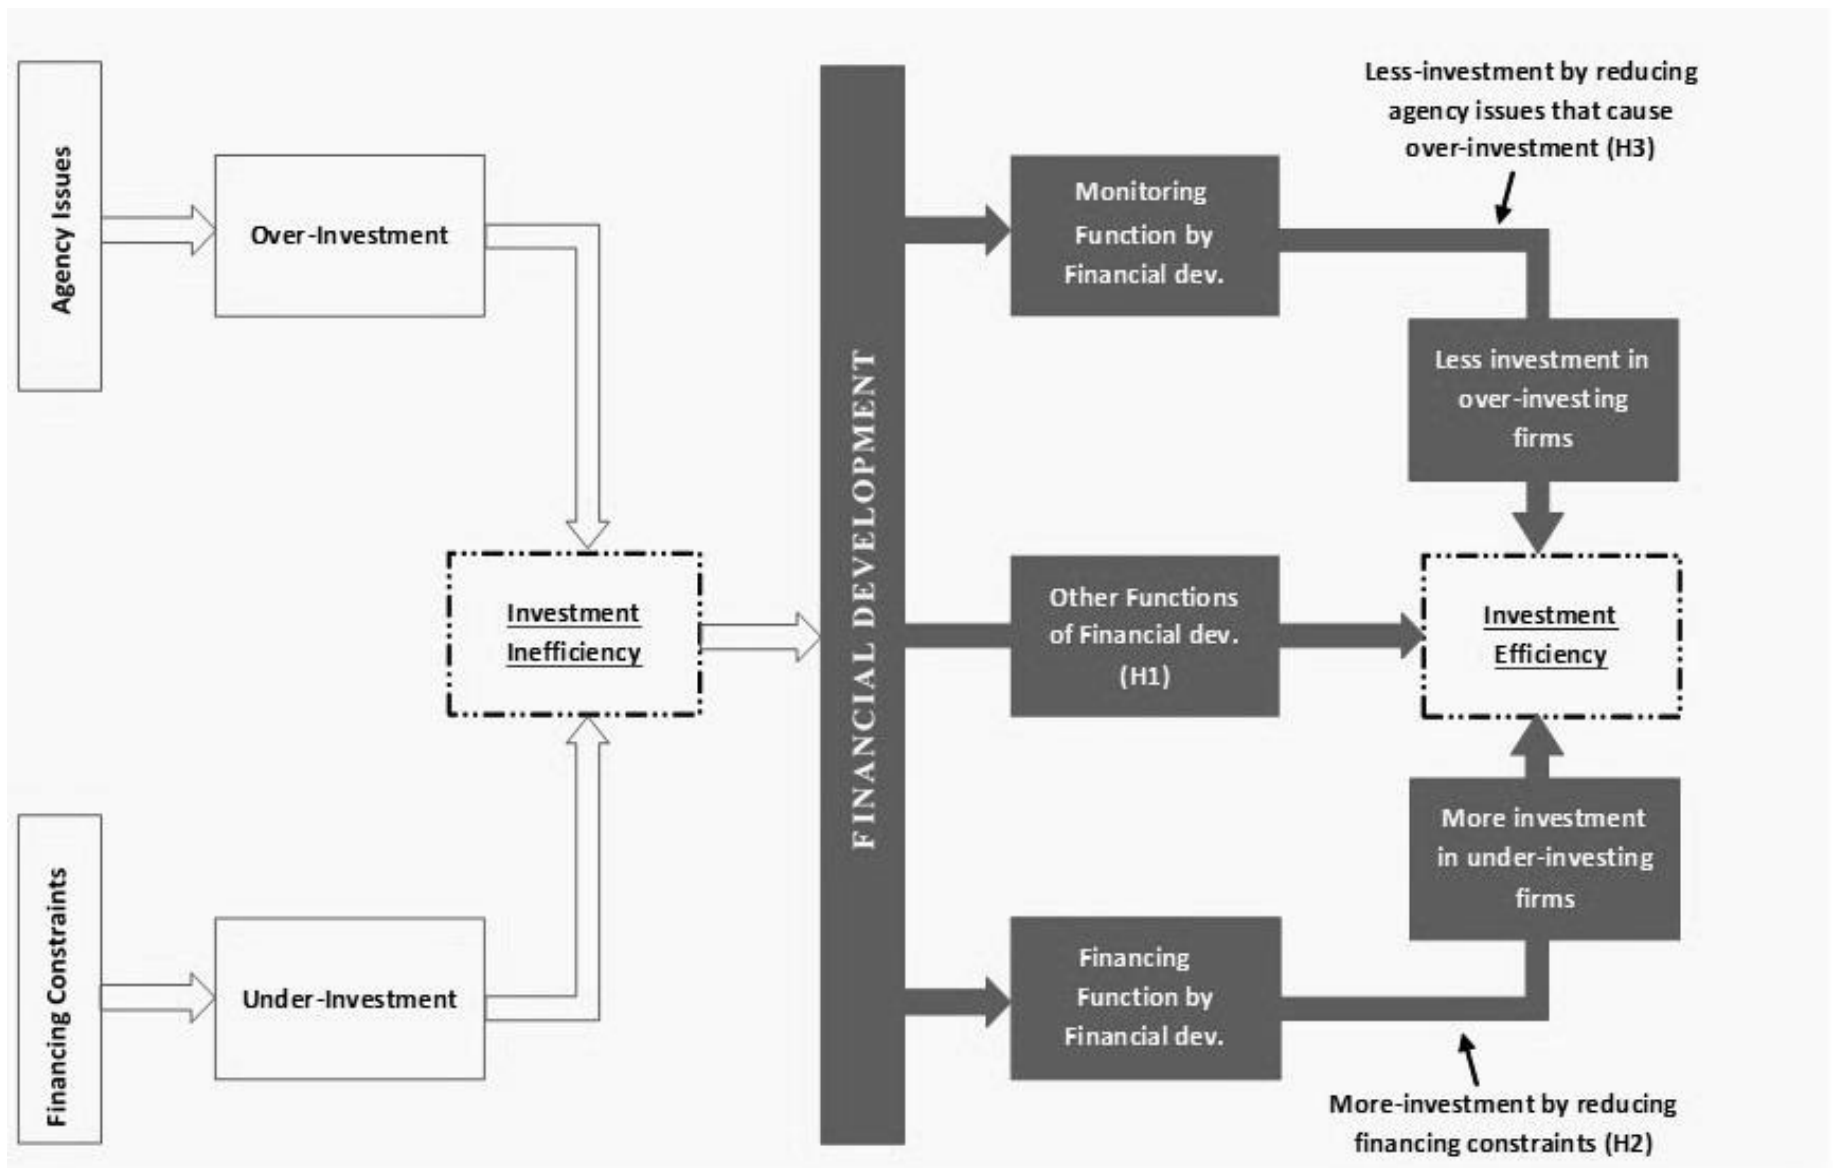 Agency Issues
Over-Investment
Investment
Inefficiency
Financing Constraints
Under-Investment
FINANCIAL DEVELOPMENT
Monitoring
Function by
Financial dev.
Less-investment by reducing
agency issues that cause
over-investment (H3)
Less investment in
over-investing
firms
Other Functions
of Financial dev.
(H1)
Investment
Efficiency
More investment
in under-investing
firms
Financing
Function by
Financial dev.
More-investment by reducing
financing constraints (H2)